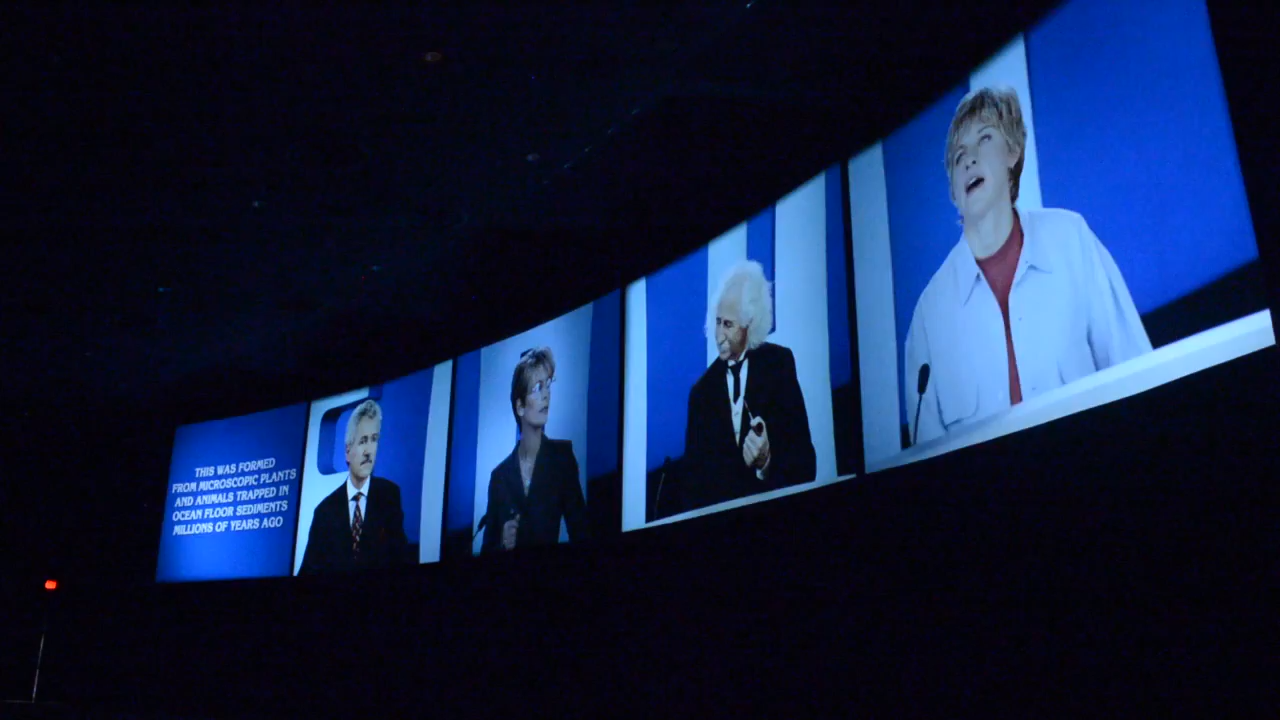 THIS WAS FORMED
FROM MICROSCOPIC PLANTS
AND ANIMALS TRAPPED IN
OCEAN FLOOR SEDIMENTS
MILLIONS OF YEARS AGO